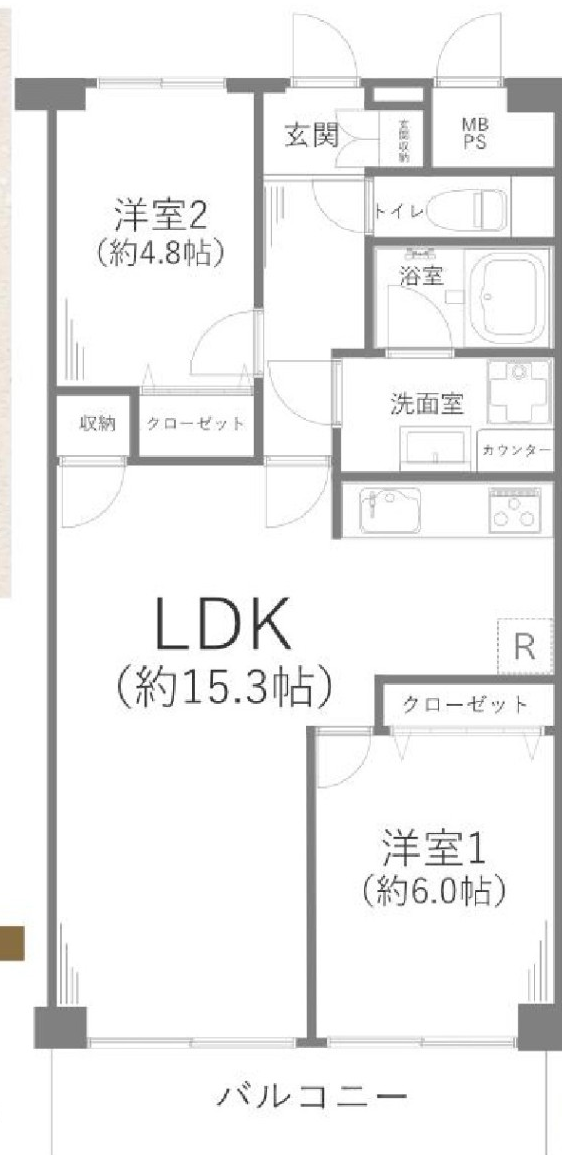 玄関
玄関収納
MB
PS
洋室2
(約4.8帖)
トイレ
浴室
洗面室
収納
クローゼット
カウンター
LDK
(約15.3帖)
R
クローゼット
洋室1
(約6.0帖)
バルコニー